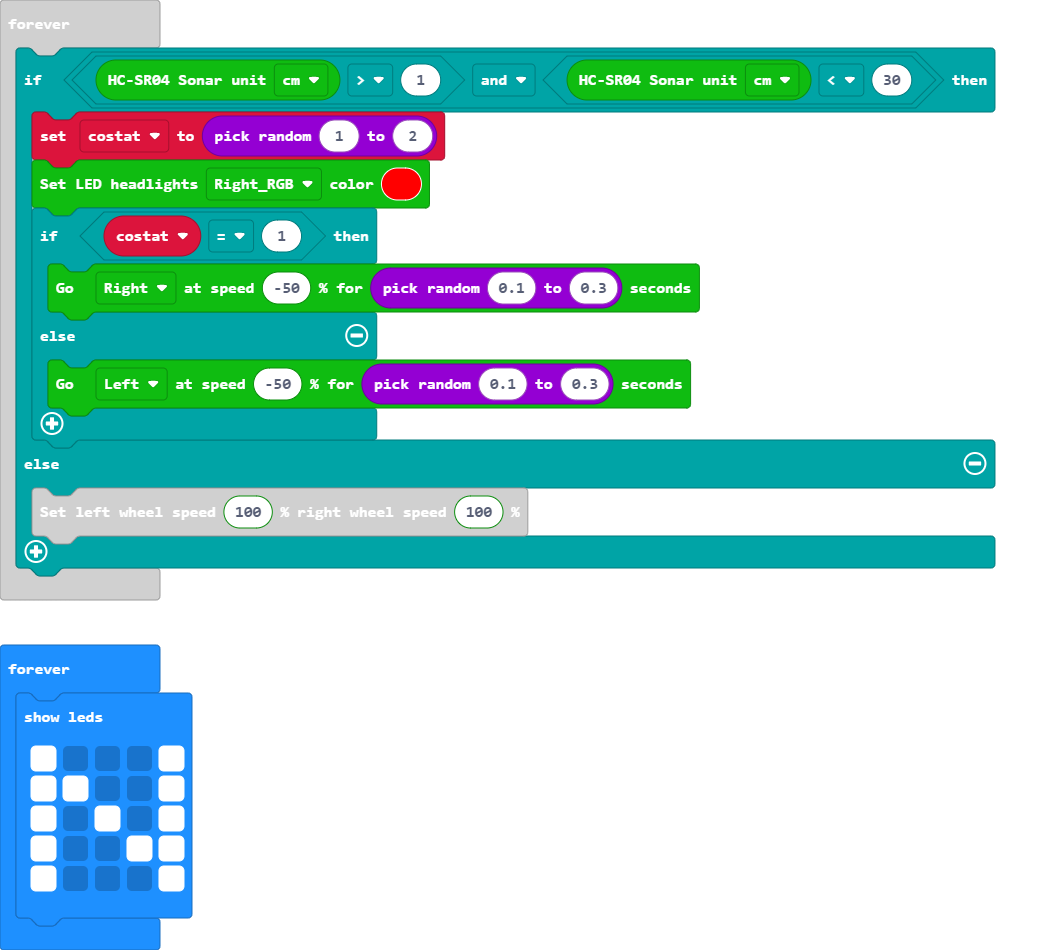 forever
if HC-SR04 Sonar unit cm > 1 and HC-SR04 Sonar unit cm < 30 then
set costat to pick random 1 to 2
Set LED headlights Right_RGB color
if costat = 1 then
Go Right at speed -50 % for pick random 0.1 to 0.3 seconds
else
Go Left at speed -50 % for pick random 0.1 to 0.3 seconds
else
Set left wheel speed 100 % right wheel speed 100 %
forever
show leds